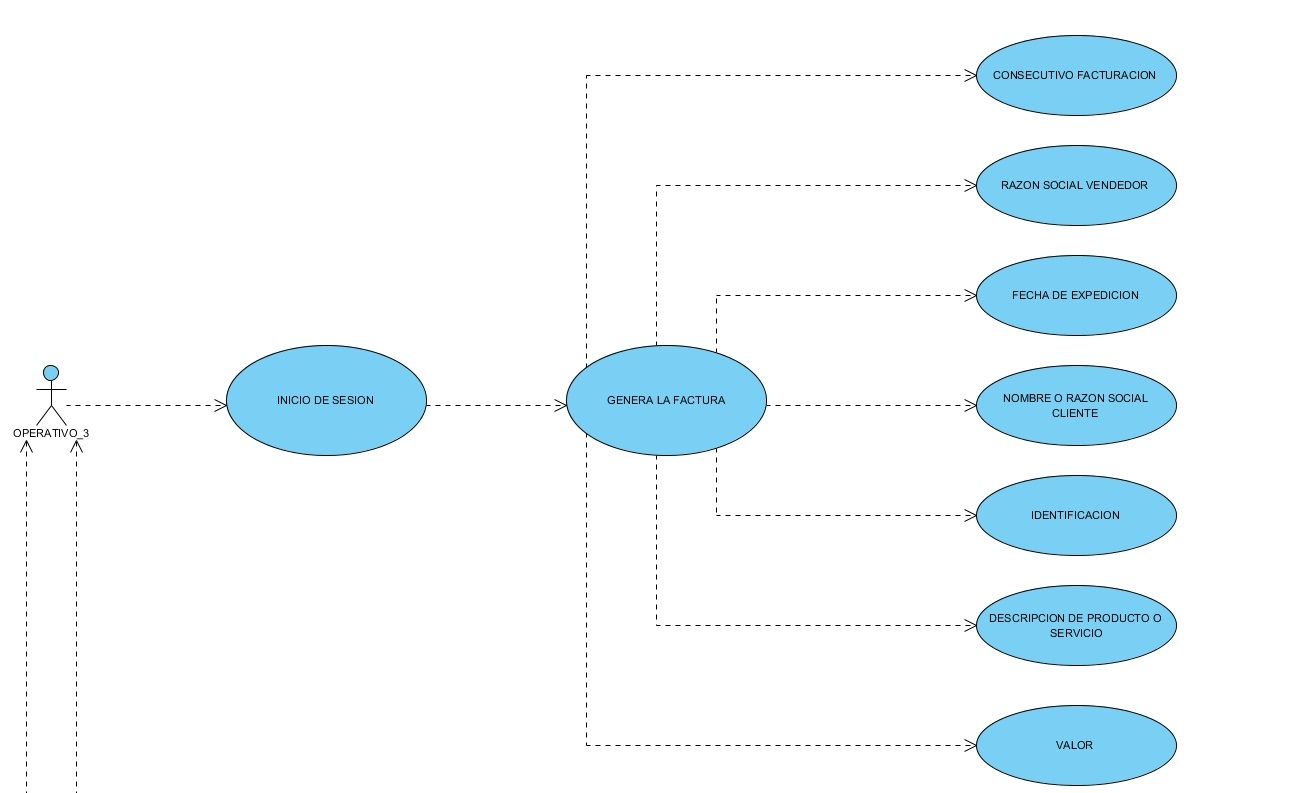 CONSECUTIVO FACTURACION
RAZON SOCIAL VENDEDOR
FECHA DE EXPEDICION
OPERATIVO_3
INICIO DE SESION
GENERA LA FACTURA
NOMBRE O RAZON SOCIAL
CLIENTE
IDENTIFICACION
DESCRIPCION DE PRODUCTO O
SERVICIO
VALOR